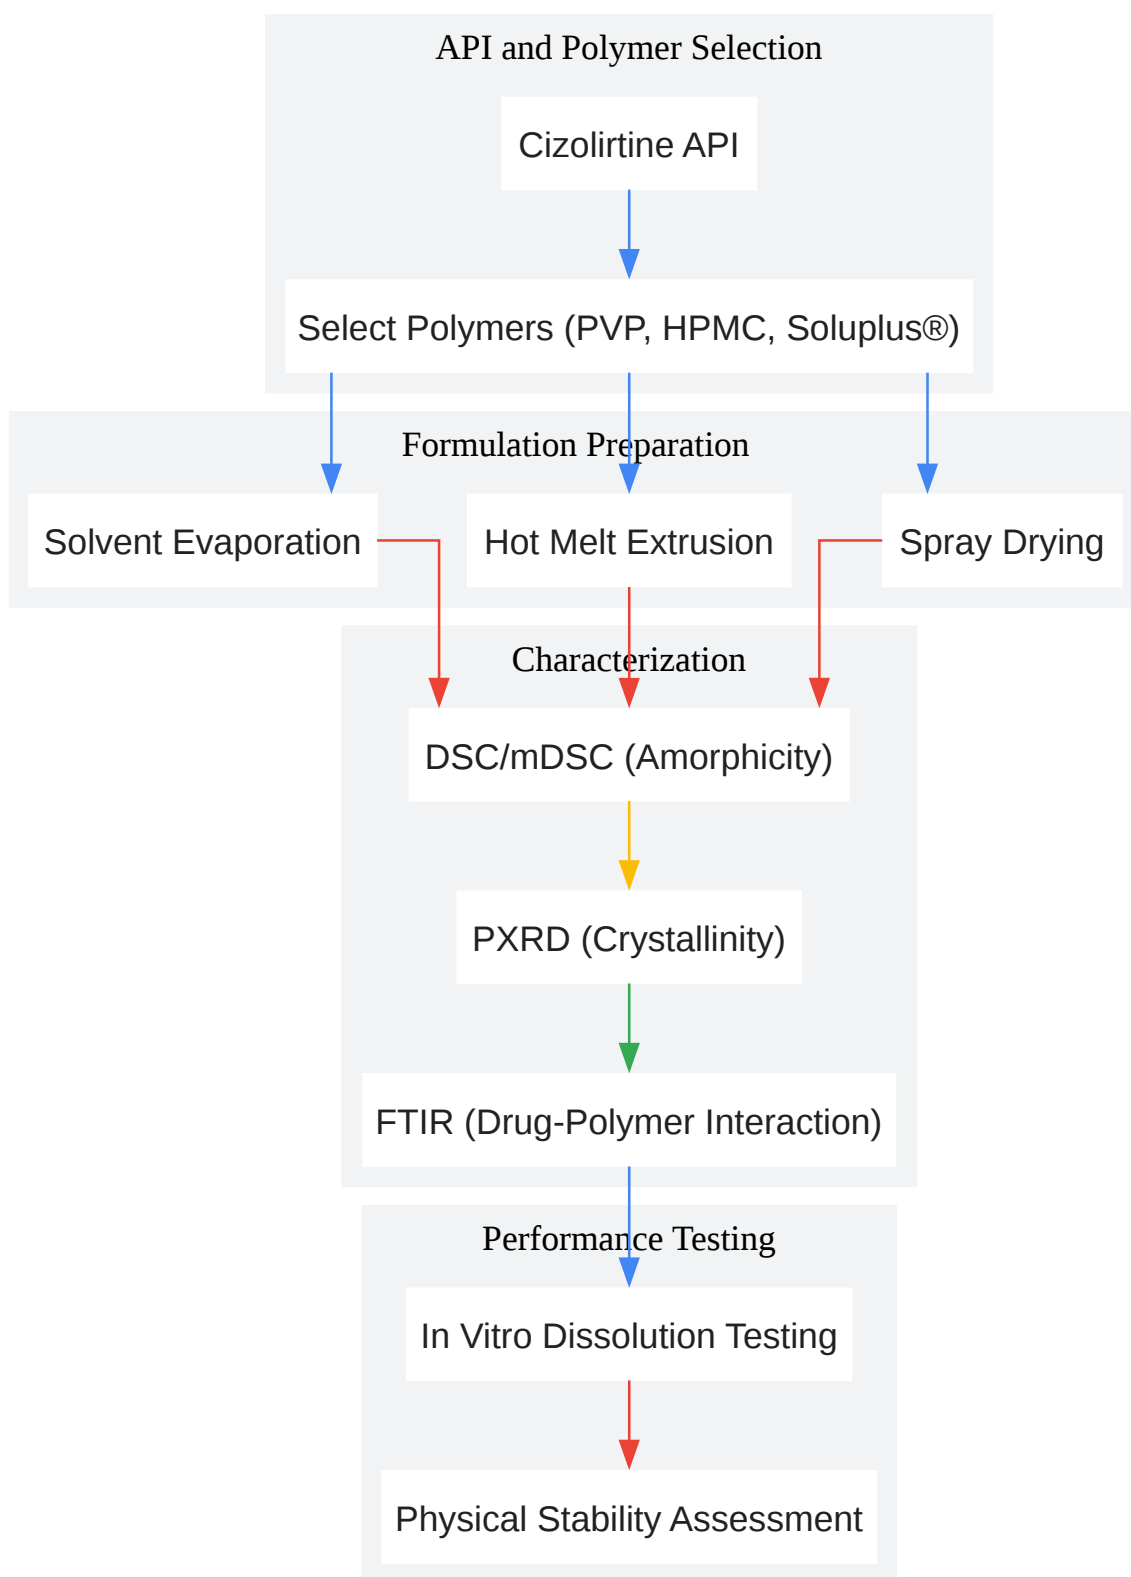 API and Polymer Selection
Cizolirtine API
Select Polymers (PVP, HPMC, Soluplus®)
Formulation Preparation
Solvent Evaporation
Hot Melt Extrusion
Spray Drying
Characterization
DSC/mDSC (Amorphicity)
PXRD (Crystallinity)
FTIR (Drug-Polymer Interaction)
Performance Testing
In Vitro Dissolution Testing
Physical Stability Assessment